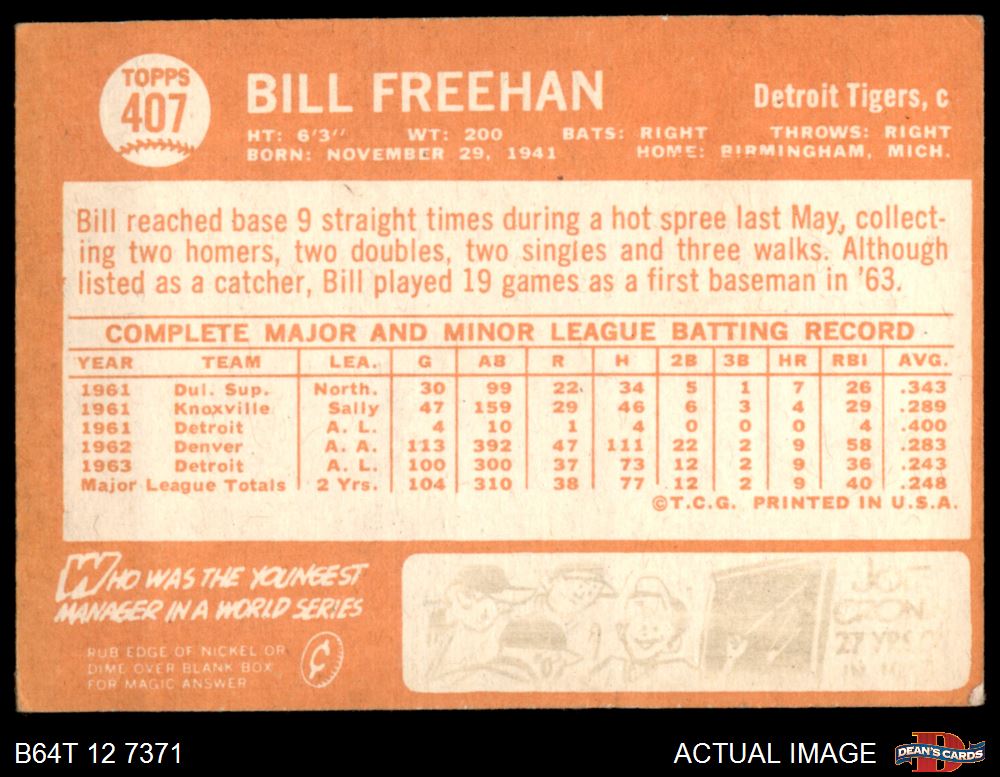 TOPPS
407
BILL FREEHAN
Detroit Tigers, c
HT: 6'3" WT: 200 BATS: RIGHT THROWS: RIGHT
BORN: NOVEMBER 29, 1941 HOME: BIRMINGHAM, MICH.
Bill reached base 9 straight times during a hot spree last May, collect-
ing two homers, two doubles, two singles and three walks. Although
listed as a catcher, Bill played 19 games as a first baseman in '63.
COMPLETE MAJOR AND MINOR LEAGUE BATTING RECORD
YEAR TEAM LEA. G AB R H 2B 3B HR RBI AVG.
1961 Dul. Sup. North. 30 99 22 34 5 1 7 26 .343
1961 Knoxville Sally 47 159 29 46 6 3 4 29 .289
1961 Detroit A. L. 4 10 1 4 0 0 0 4 .400
1962 Denver A. A. 113 392 47 111 22 2 9 58 .283
1963 Detroit A. L. 100 300 37 73 12 2 9 36 .243
Major League Totals 2 Yrs. 104 310 38 77 12 2 9 40 .248
©T.C.G. PRINTED IN U.S.A.
WHO WAS THE YOUNGEST
MANAGER IN A WORLD SERIES
RUB EDGE OF NICKEL OR
DIME OVER BLANK BOX
FOR MAGIC ANSWER
¢
JOE
27
IN
B64T 12 7371
ACTUAL IMAGE
D
DEAN'S CARDS